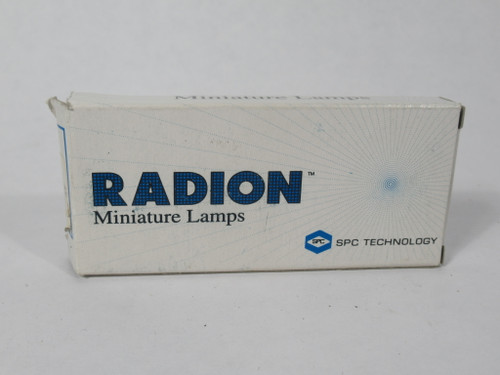 Miniature Lamps
RADION™
Miniature Lamps
SPC SPC TECHNOLOGY